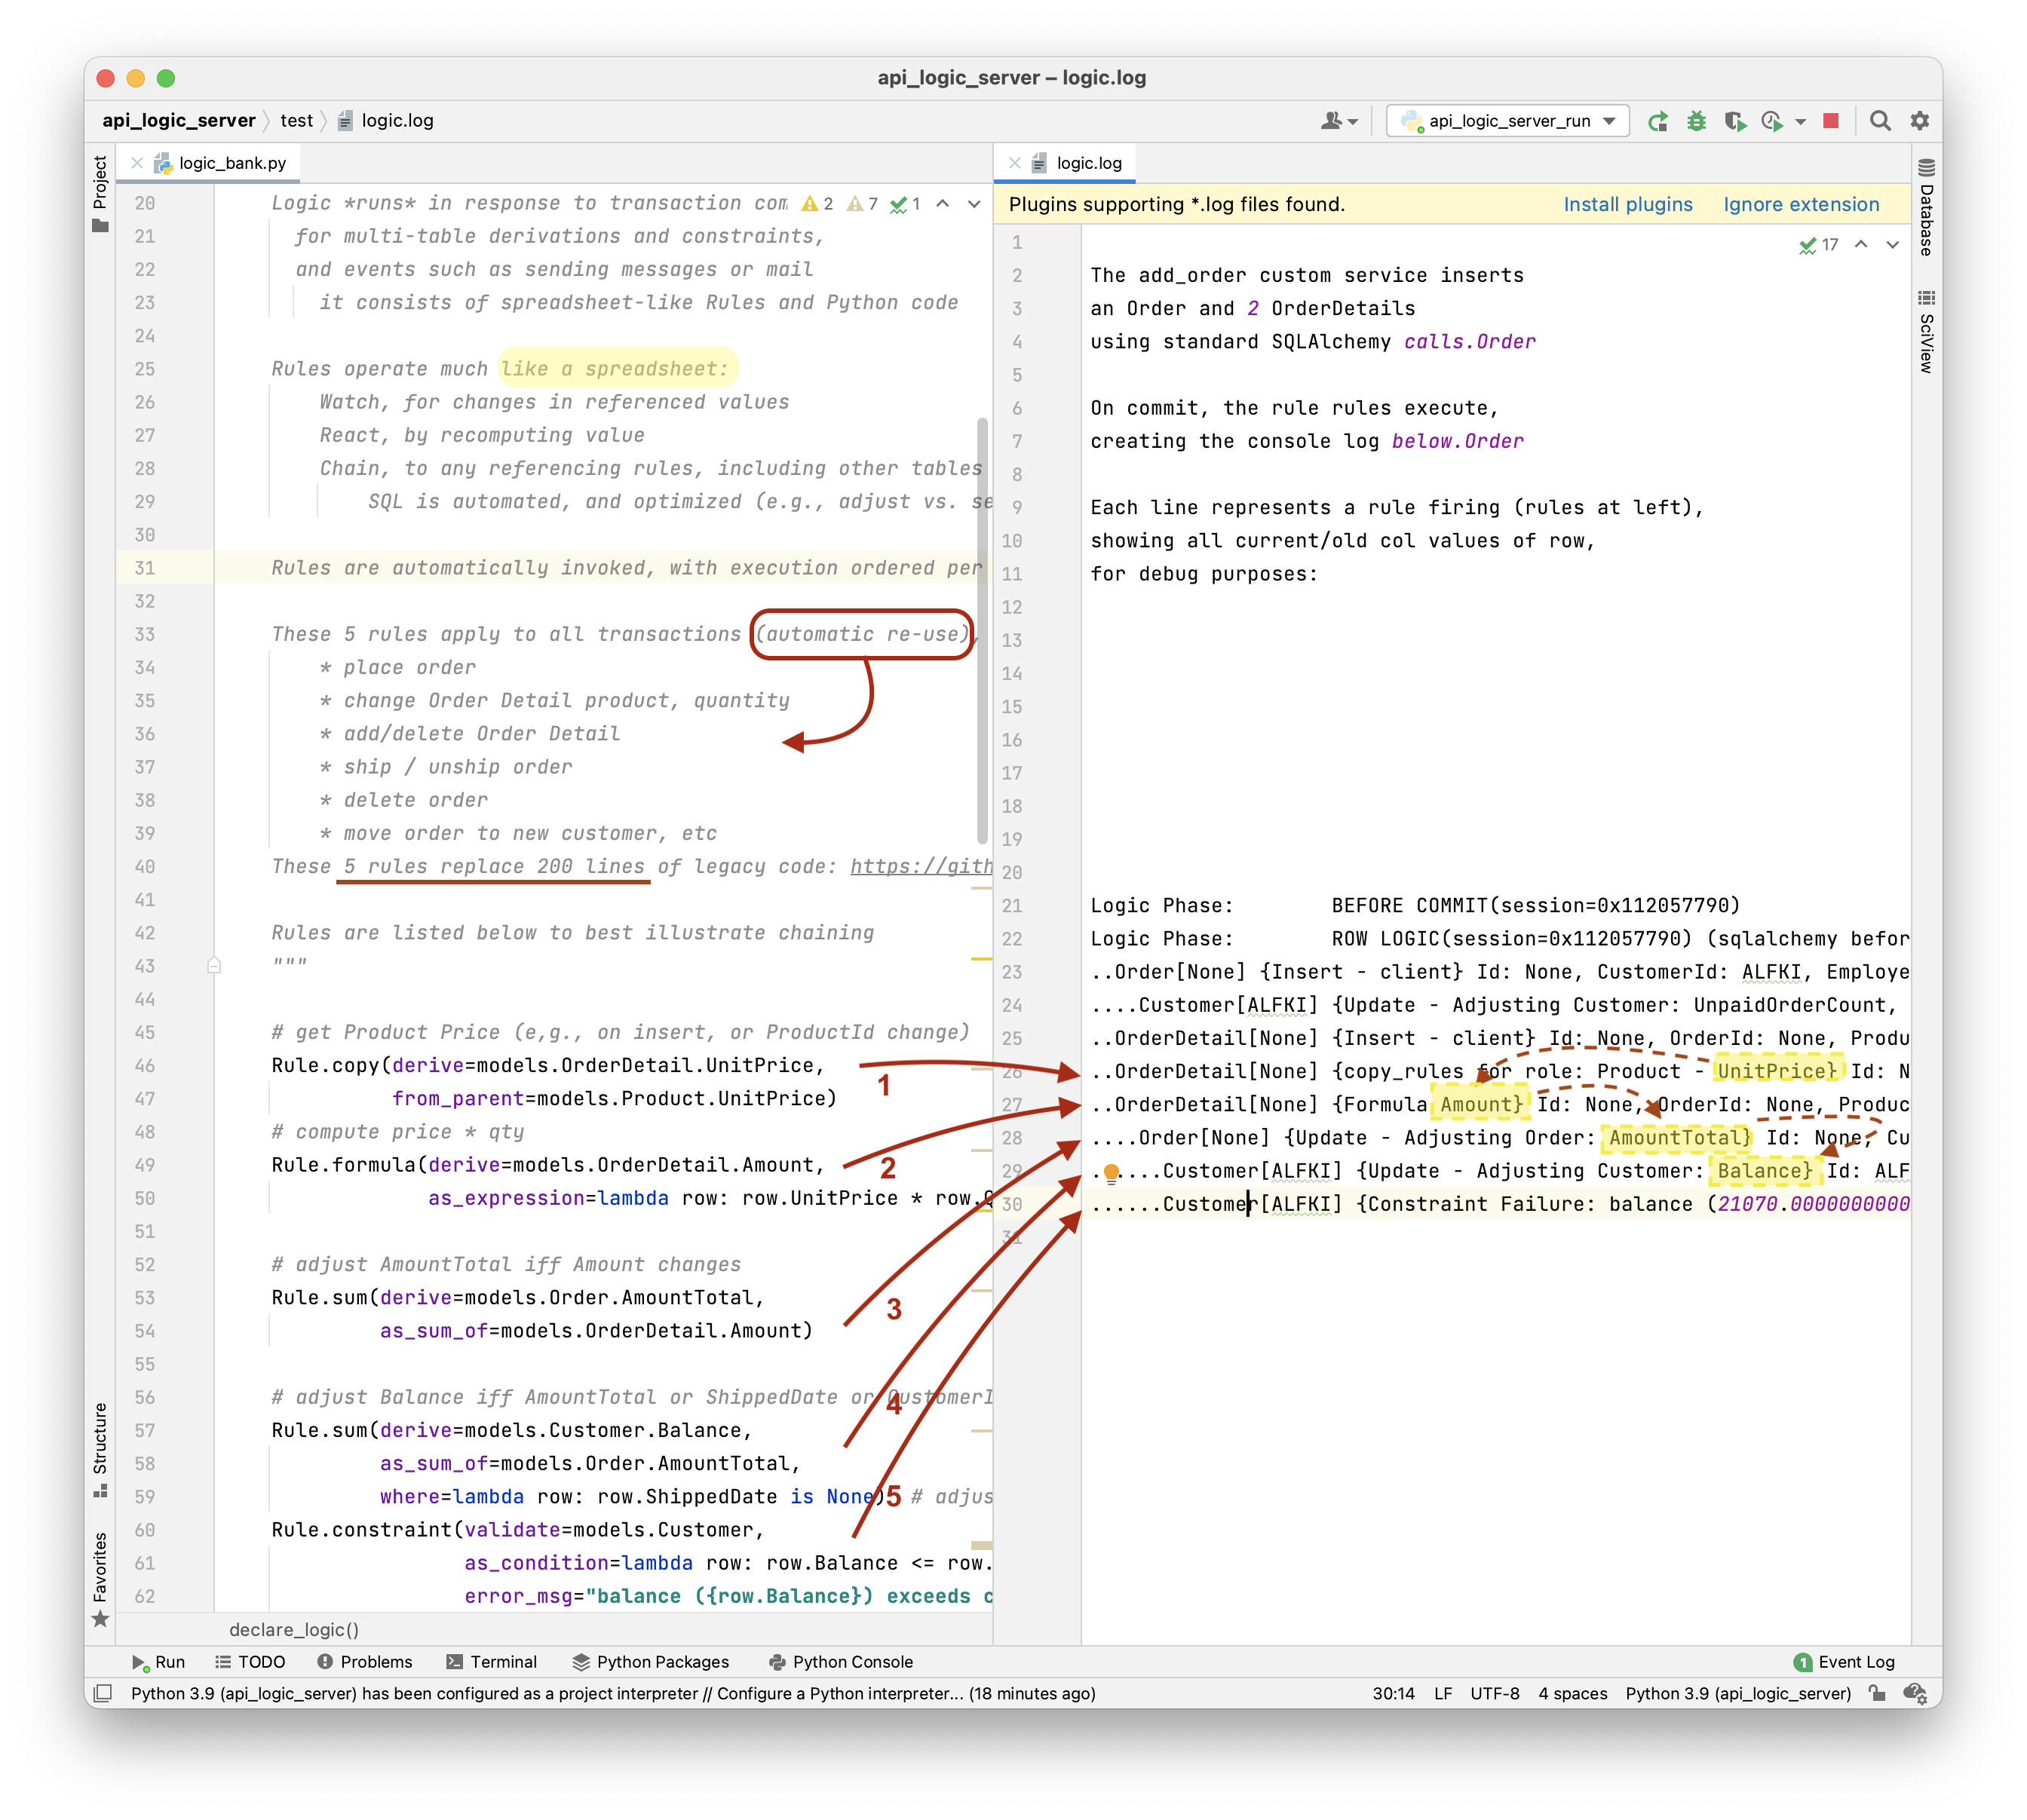 api_logic_server – logic.log
api_logic_server test logic.log
api_logic_server_run
Project
Structure
Favorites
logic_bank.py
2 7 1
20 Logic *runs* in response to transaction com
21 for multi-table derivations and constraints,
22 and events such as sending messages or mail
23 it consists of spreadsheet-like Rules and Python code
24
25 Rules operate much like a spreadsheet:
26 Watch, for changes in referenced values
27 React, by recomputing value
28 Chain, to any referencing rules, including other tables
29 SQL is automated, and optimized (e.g., adjust vs. se
30
31 Rules are automatically invoked, with execution ordered per
32
33 These 5 rules apply to all transactions (automatic re-use),
34 * place order
35 * change Order Detail product, quantity
36 * add/delete Order Detail
37 * ship / unship order
38 * delete order
39 * move order to new customer, etc
40 These 5 rules replace 200 lines of legacy code: https://gith
41
42 Rules are listed below to best illustrate chaining
43 """
44
45 # get Product Price (e,g., on insert, or ProductId change)
46 Rule.copy(derive=models.OrderDetail.UnitPrice,
47 from_parent=models.Product.UnitPrice)
48 # compute price * qty
49 Rule.formula(derive=models.OrderDetail.Amount,
50 as_expression=lambda row: row.UnitPrice * row.Q
51
52 # adjust AmountTotal iff Amount changes
53 Rule.sum(derive=models.Order.AmountTotal,
54 as_sum_of=models.OrderDetail.Amount)
55
56 # adjust Balance iff AmountTotal or ShippedDate or CustomerI
57 Rule.sum(derive=models.Customer.Balance,
58 as_sum_of=models.Order.AmountTotal,
59 where=lambda row: row.ShippedDate is None) # adjus
60 Rule.constraint(validate=models.Customer,
61 as_condition=lambda row: row.Balance <= row.
62 error_msg="balance ({row.Balance}) exceeds c
declare_logic()
1
2
3
4
5
logic.log
Plugins supporting *.log files found. Install plugins Ignore extension
17
1
2 The add_order custom service inserts
3 an Order and 2 OrderDetails
4 using standard SQLAlchemy calls.Order
5
6 On commit, the rule rules execute,
7 creating the console log below.Order
8
9 Each line represents a rule firing (rules at left),
10 showing all current/old col values of row,
11 for debug purposes:
12
13
14
15
16
17
18
19
20
21 Logic Phase: BEFORE COMMIT(session=0x112057790)
22 Logic Phase: ROW LOGIC(session=0x112057790) (sqlalchemy befor
23 ..Order[None] {Insert - client} Id: None, CustomerId: ALFKI, Employe
24 ....Customer[ALFKI] {Update - Adjusting Customer: UnpaidOrderCount,
25 ..OrderDetail[None] {Insert - client} Id: None, OrderId: None, Produ
26 ..OrderDetail[None] {copy_rules for role: Product - UnitPrice} Id: N
27 ..OrderDetail[None] {Formula Amount} Id: None, OrderId: None, Produc
28 ....Order[None] {Update - Adjusting Order: AmountTotal} Id: None, Cu
29 ......Customer[ALFKI] {Update - Adjusting Customer: Balance} Id: ALF
30 ......Customer[ALFKI] {Constraint Failure: balance (21070.0000000000
31
Database
SciView
Run TODO Problems Terminal Python Packages Python Console 1 Event Log
Python 3.9 (api_logic_server) has been configured as a project interpreter // Configure a Python interpreter... (18 minutes ago) 30:14 LF UTF-8 4 spaces Python 3.9 (api_logic_server)